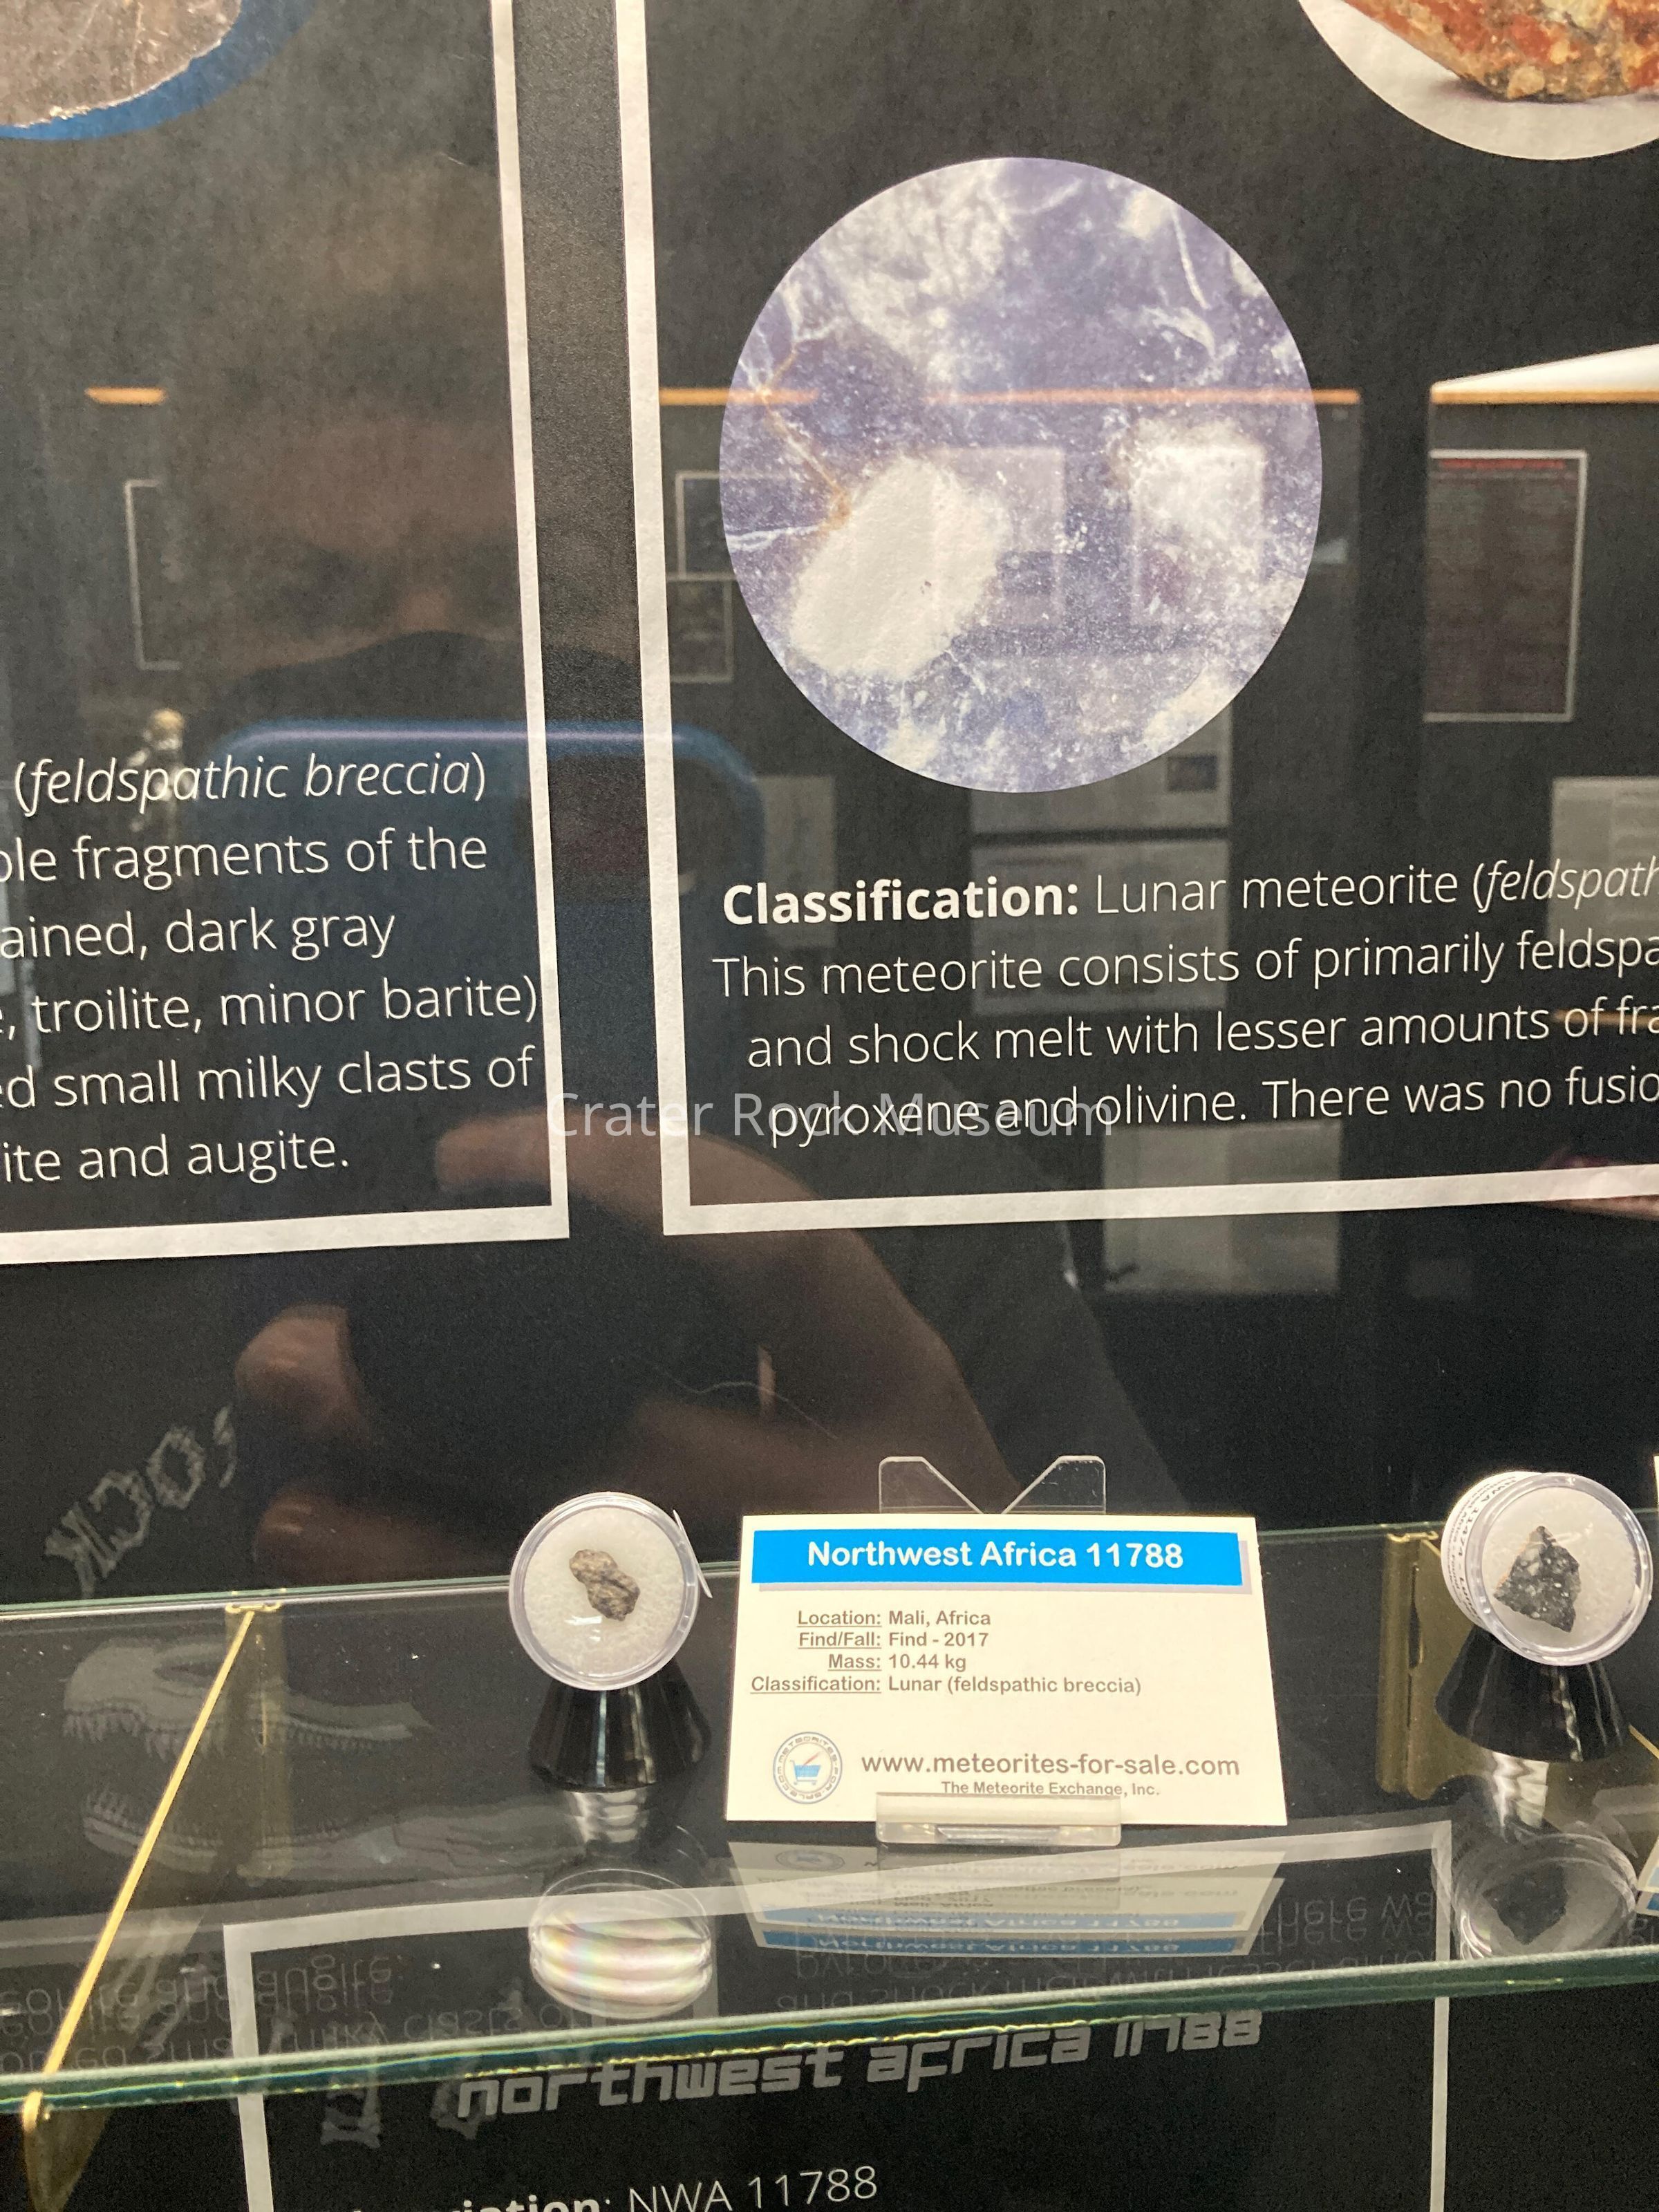 (feldspathic breccia)
fragments of the
dark gray
, troilite, minor barite)
small milky clasts of
and augite.
Classification: Lunar meteorite (feldspath
This meteorite consists of primarily feldspa
and shock melt with lesser amounts of fra
pyroxene and olivine. There was no fusio
Crater Rock Museum
Northwest Africa 11788
Location: Mali, Africa
Find/Fall: Find - 2017
Mass: 10.44 kg
Classification: Lunar (feldspathic breccia)
www.meteorites-for-sale.com
The Meteorite Exchange, Inc.
northwest africa 11788
: NWA 11788